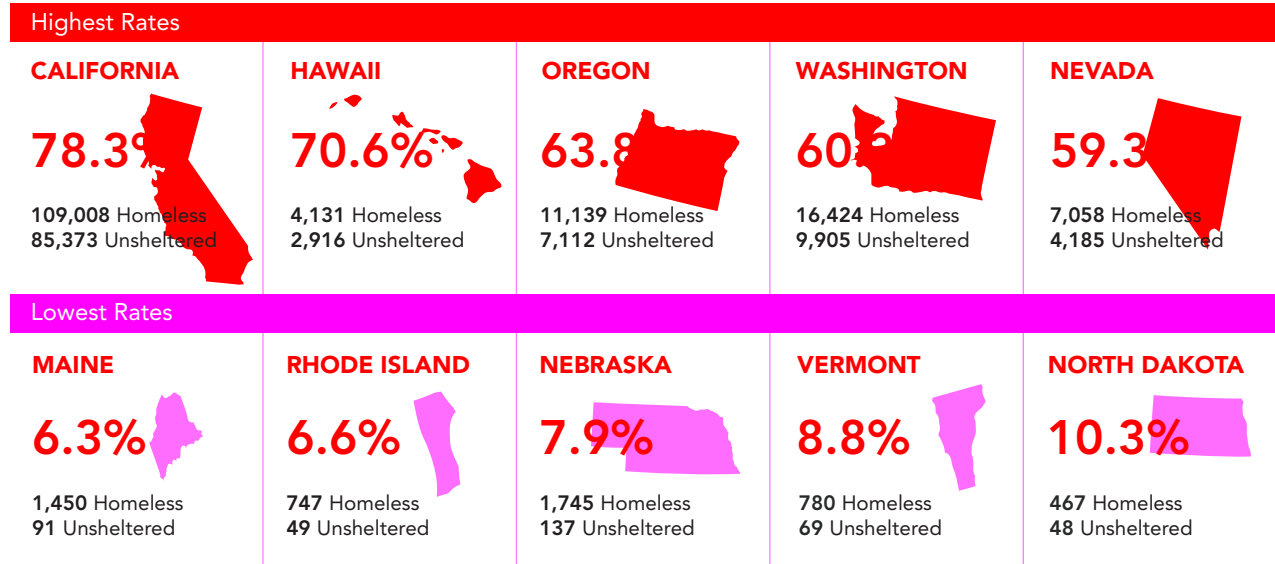 Highest Rates
CALIFORNIA
78.3%
109,008 Homeless
85,373 Unsheltered
HAWAII
70.6%
4,131 Homeless
2,916 Unsheltered
OREGON
63.8
11,139 Homeless
7,112 Unsheltered
WASHINGTON
60
16,424 Homeless
9,905 Unsheltered
NEVADA
59.3
7,058 Homeless
4,185 Unsheltered
Lowest Rates
MAINE
6.3%
1,450 Homeless
91 Unsheltered
RHODE ISLAND
6.6%
747 Homeless
49 Unsheltered
NEBRASKA
7.9%
1,745 Homeless
137 Unsheltered
VERMONT
8.8%
780 Homeless
69 Unsheltered
NORTH DAKOTA
10.3%
467 Homeless
48 Unsheltered